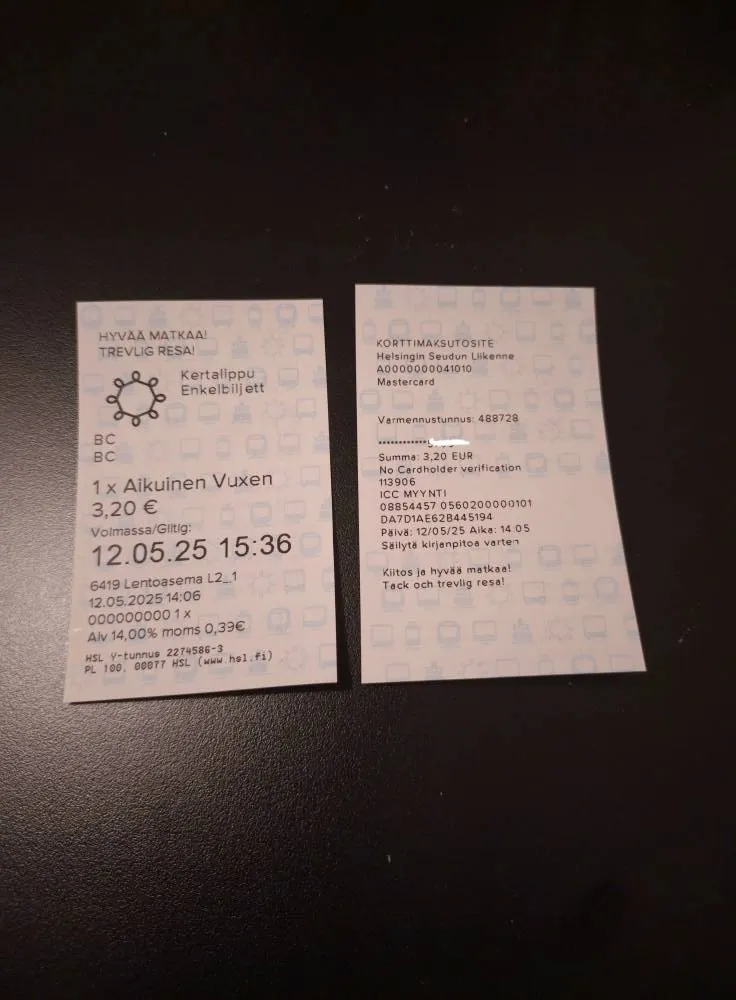 HYVÄÄ MATKAA!
TREVLIG RESA!
Kertalippu
Enkelbiljett
BC
BC
1 x Aikuinen Vuxen
3,20 €
Voimassa/Giltig:
12.05.25 15:36
6419 Lentoasema L2_1
12.05.2025 14:06
000000000 1 x
Alv 14,00% moms 0,39€
HSL Y-tunnus 2274586-3
PL 100, 00077 HSL (www.hsl.fi)
KORTTIMAKSUTOSITE
Helsingin Seudun Liikenne
A0000000041010
Mastercard
Varmennustunnus: 488728
Summa: 3,20 EUR
No Cardholder verification
113906
ICC MYYNTI
08854457 0560200000101
DA7D1AE62B445194
Päivä: 12/05/25 Aika: 14:05
Säilytä kirjanpitoa varten
Kiitos ja hyvää matkaa!
Tack och trevlig resa!